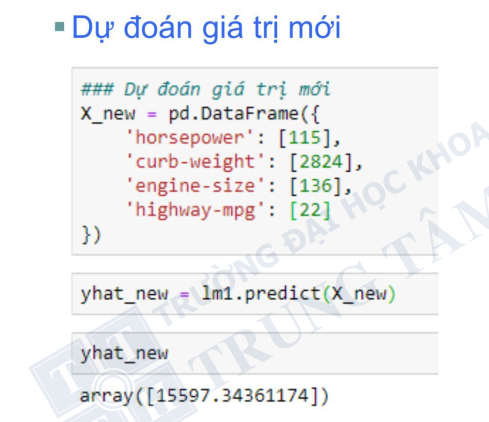 ▪ Dự đoán giá trị mới
### Dự đoán giá trị mới
X_new = pd.DataFrame({
    'horsepower': [115],
    'curb-weight': [2824],
    'engine-size': [136],
    'highway-mpg': [22]
})
yhat_new = lm1.predict(X_new)
yhat_new
array([15597.34361174])
TRƯỜNG ĐẠI HỌC KHOA
TRUNG TÂM